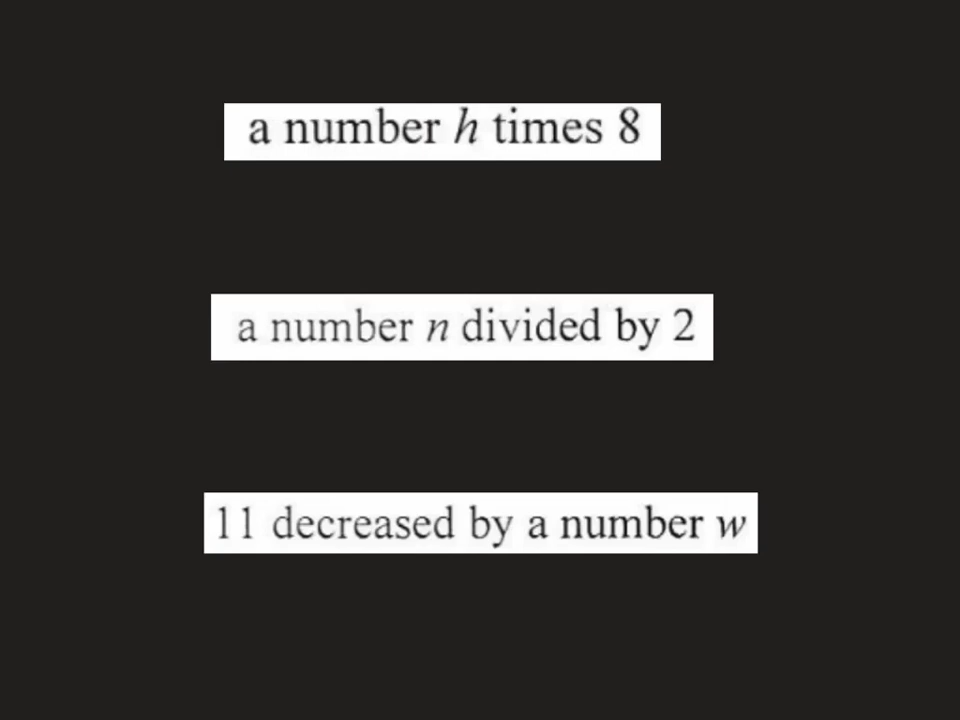 a number h times 8
a number n divided by 2
11 decreased by a number w